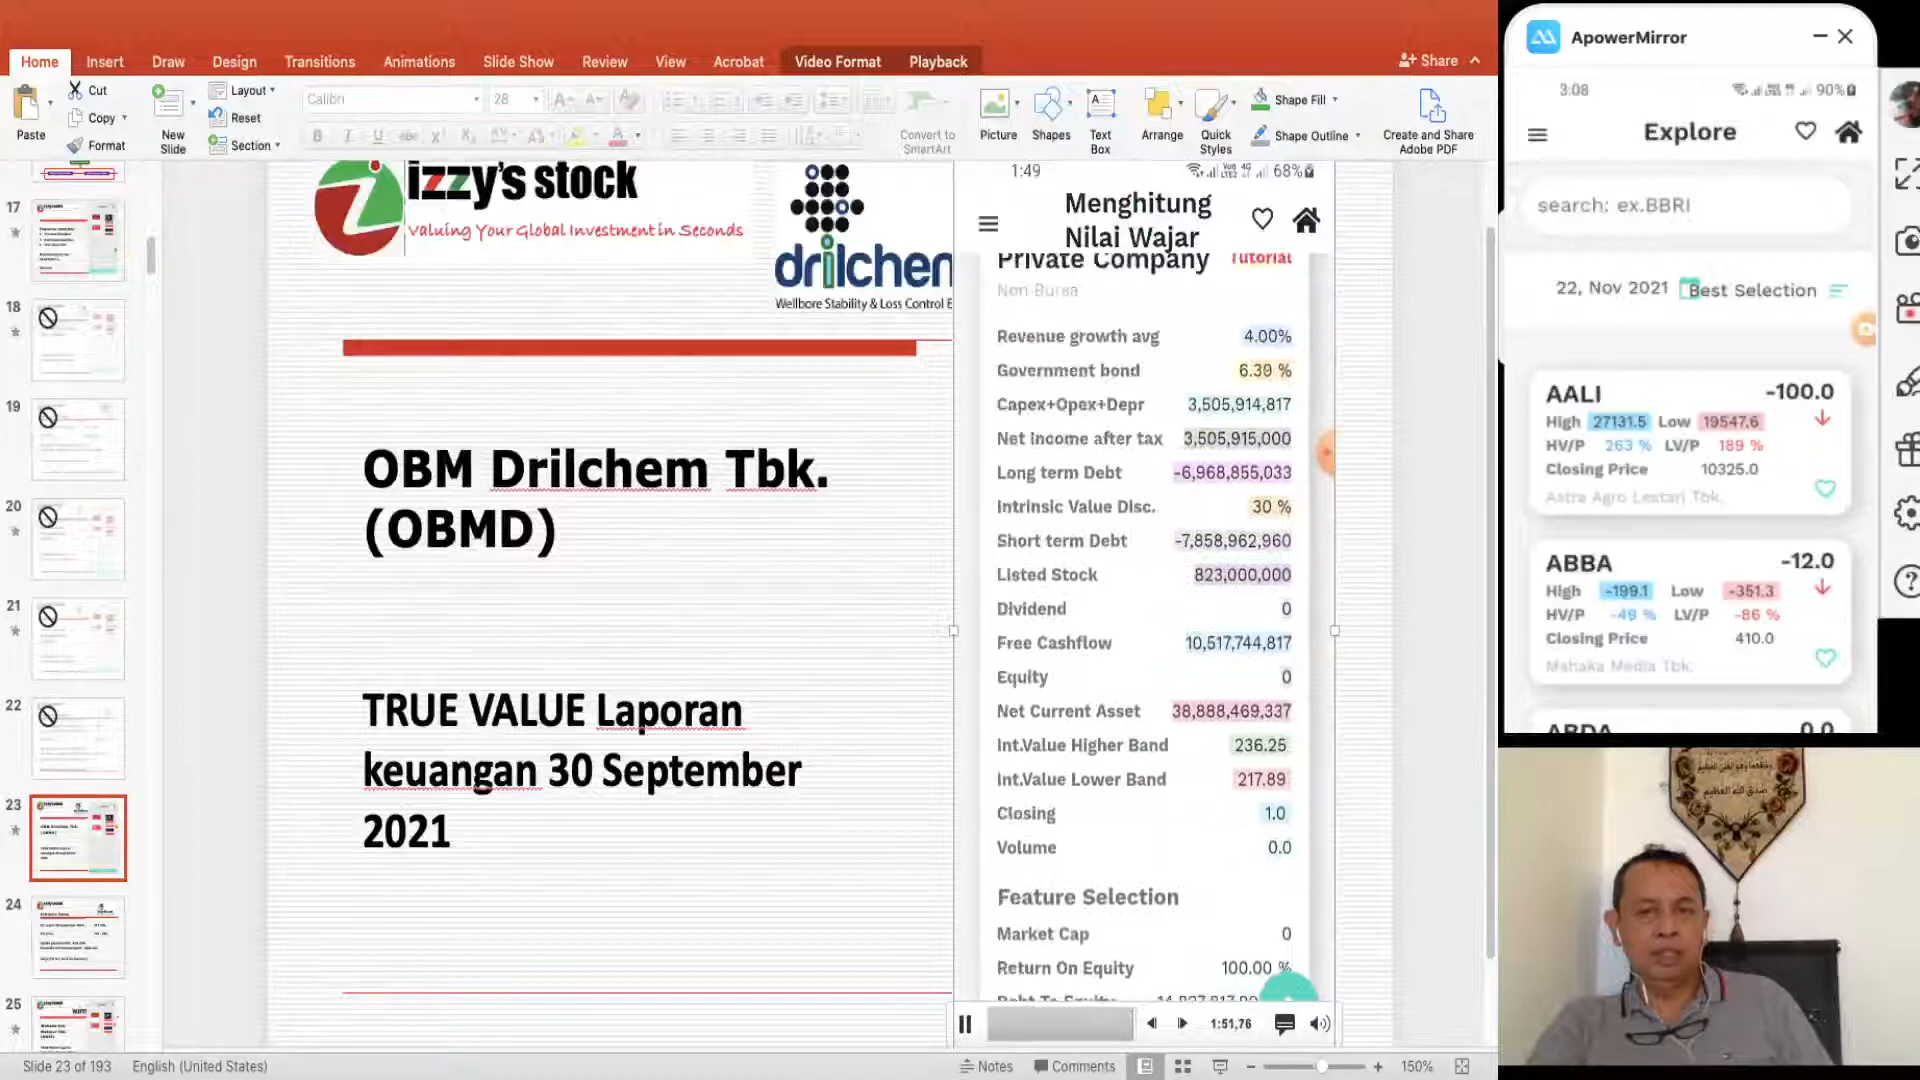 Home Insert Draw Design Transitions Animations Slide Show Review View Acrobat Video Format Playback Share
Paste
Cut
Copy
Format
New Slide
Layout
Reset
Section
Calibri 28
Convert to SmartArt
Picture
Shapes
Text Box
Arrange
Quick Styles
Shape Fill
Shape Outline
Create and Share Adobe PDF
17
18
19
20
21
22
23
24
25
izzy's stock
Valuing Your Global Investment in Seconds
drilchem
Wellbore Stability & Loss Control E
OBM Drilchem Tbk.
(OBMD)
TRUE VALUE Laporan
keuangan 30 September
2021
1:49 68%
Menghitung
Nilai Wajar
Private Company Tutorial
Non Bursa
Revenue growth avg 4.00%
Government bond 6.39 %
Capex+Opex+Depr 3,505,914,817
Net income after tax 3,505,915,000
Long term Debt -6,968,855,033
Intrinsic Value Disc. 30 %
Short term Debt -7,858,962,960
Listed Stock 823,000,000
Dividend 0
Free Cashflow 10,517,744,817
Equity 0
Net Current Asset 38,888,469,337
Int.Value Higher Band 236.25
Int.Value Lower Band 217.89
Closing 1.0
Volume 0.0
Feature Selection
Market Cap 0
Return On Equity 100.00 %
1:51,76
Slide 23 of 193 English (United States) Notes Comments 150%
ApowerMirror
3:08 90%
Explore
search: ex.BBRI
22, Nov 2021 Best Selection
AALI -100.0
High 27131.5 Low 19547.6
HV/P 263 % LV/P 189 %
Closing Price 10325.0
Astra Agro Lestari Tbk.
ABBA -12.0
High -199.1 Low -351.3
HV/P -49 % LV/P -86 %
Closing Price 410.0
Mahaka Media Tbk.